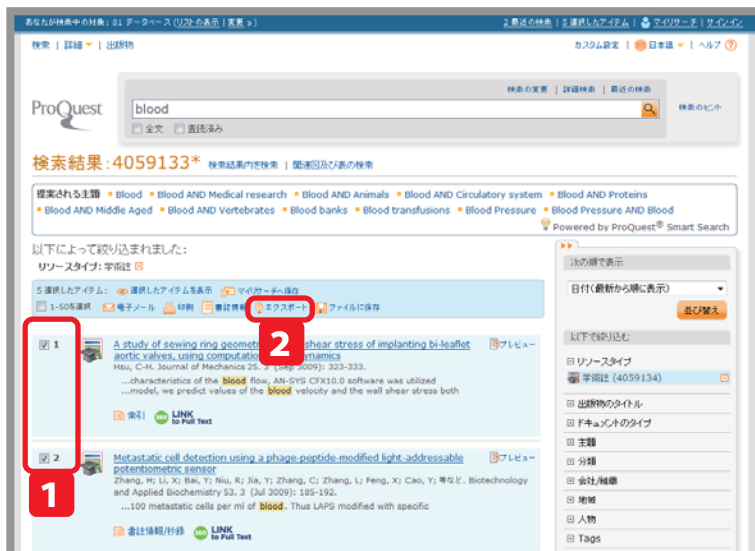 あなたが検索中の対象: 81 データベース (リストの表示 | 変更 »)
2 最近の検索 | 5 選択したアイテム | マイリサーチ | サインイン
検索 | 詳細 | 出版物
カスタム設定 | 日本語 | ヘルプ
検索の変更 | 詳細検索 | 最近の検索
ProQuest
blood
検索のヒント
全文 査読済み
検索結果:4059133* 検索結果内を検索 | 関連図及び表の検索
提案される主題 Blood Blood AND Medical research Blood AND Animals Blood AND Circulatory system Blood AND Proteins
Blood AND Middle Aged Blood AND Vertebrates Blood banks Blood transfusions Blood Pressure Blood Pressure AND Blood
Powered by ProQuest® Smart Search
以下によって絞り込まれました:
リソースタイプ: 学術誌
5 選択したアイテム: 選択したアイテムを表示 マイリサーチへ保存
1-50を選択 電子メール 印刷 書誌情報 エクスポート ファイルに保存
2
1
A study of sewing ring shear stress of implanting bi-leaflet
プレビュー
aortic valves, using
Hsu, C-H. Journal of Mechanics 25. 3 (Sep 3009): 323-333.
...characteristics of the blood flow, AN-SYS CFX10.0 software was utilized
...model, we predict values of the blood velocity and the wall shear stress both
索引 360 LINK to Full Text
2
Metastatic cell detection using a phage-peptide-modified light-addressable
プレビュー
potentiometric sensor
Zhang, H; Li, X; Bai, Y; Niu, R; Jia, Y; Zhang, C; Zhang, L; Feng, X; Cao, Y; 等など. Biotechnology
and Applied Biochemistry 53. 3 (Jul 3009): 185-192.
...100 metastatic cells per ml of blood. Thus LAPS modified with specific
1
書誌情報/抄録 360 LINK to Full Text
次の順で表示
日付(最新から順に表示)
並び替え
以下で絞り込む
リソースタイプ
学術誌 (4059134)
出版物のタイトル
ドキュメントのタイプ
主題
分類
会社/組織
地域
人物
Tags